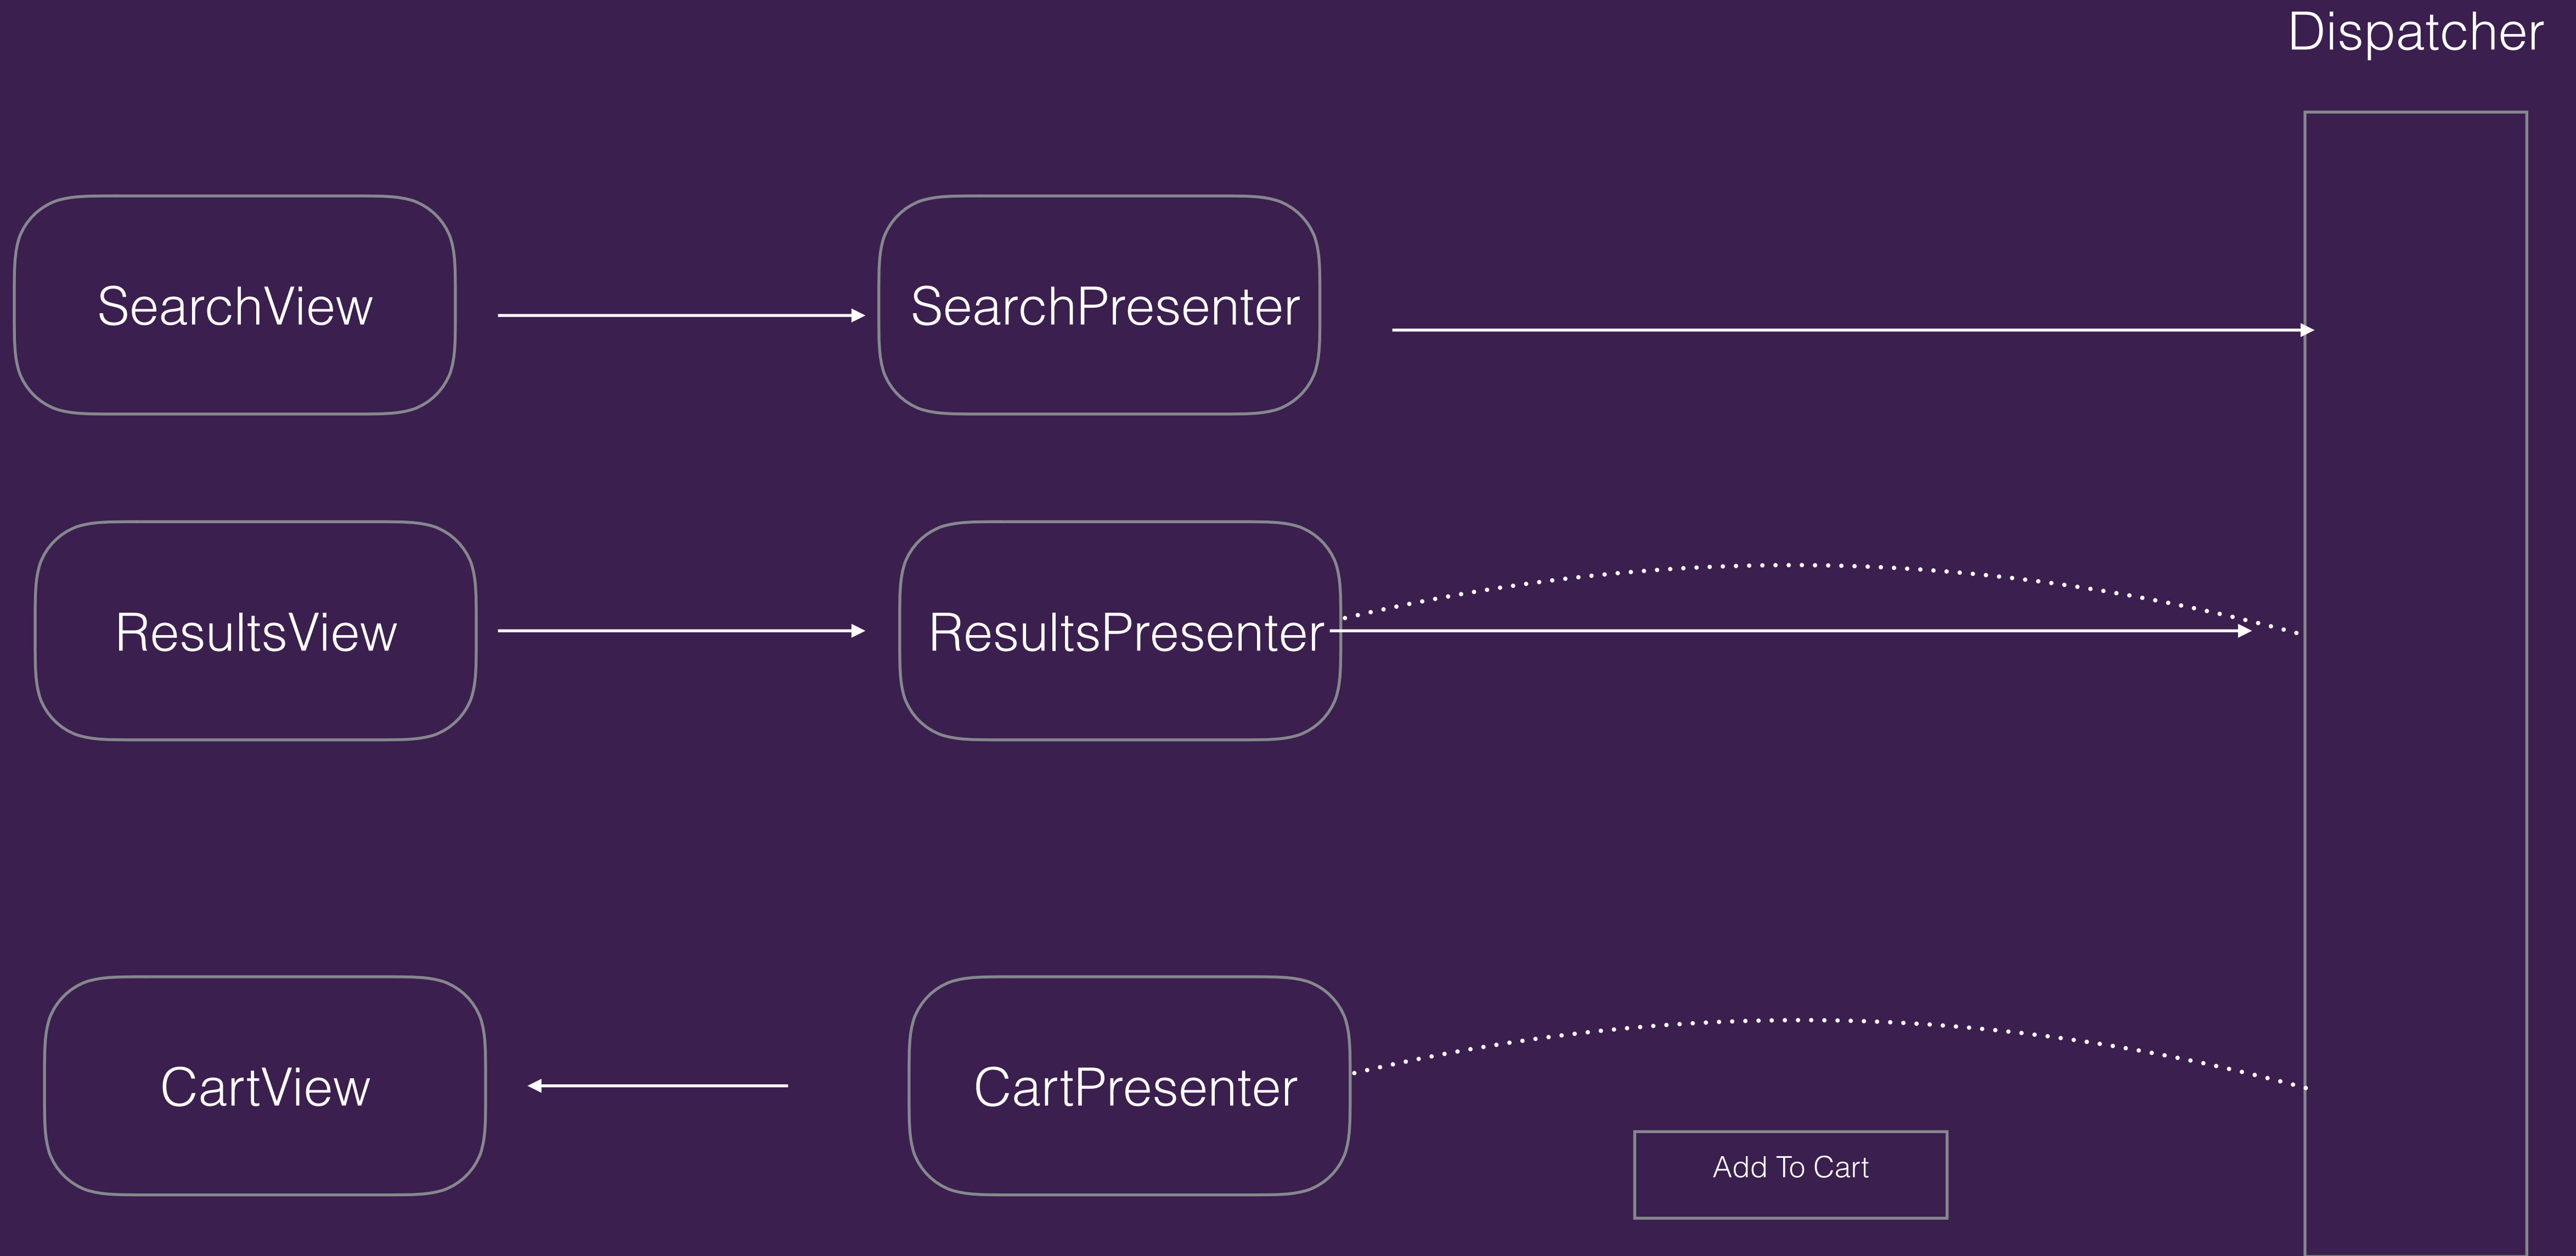 Dispatcher
SearchView
SearchPresenter
ResultsView
ResultsPresenter
CartView
CartPresenter
Add To Cart